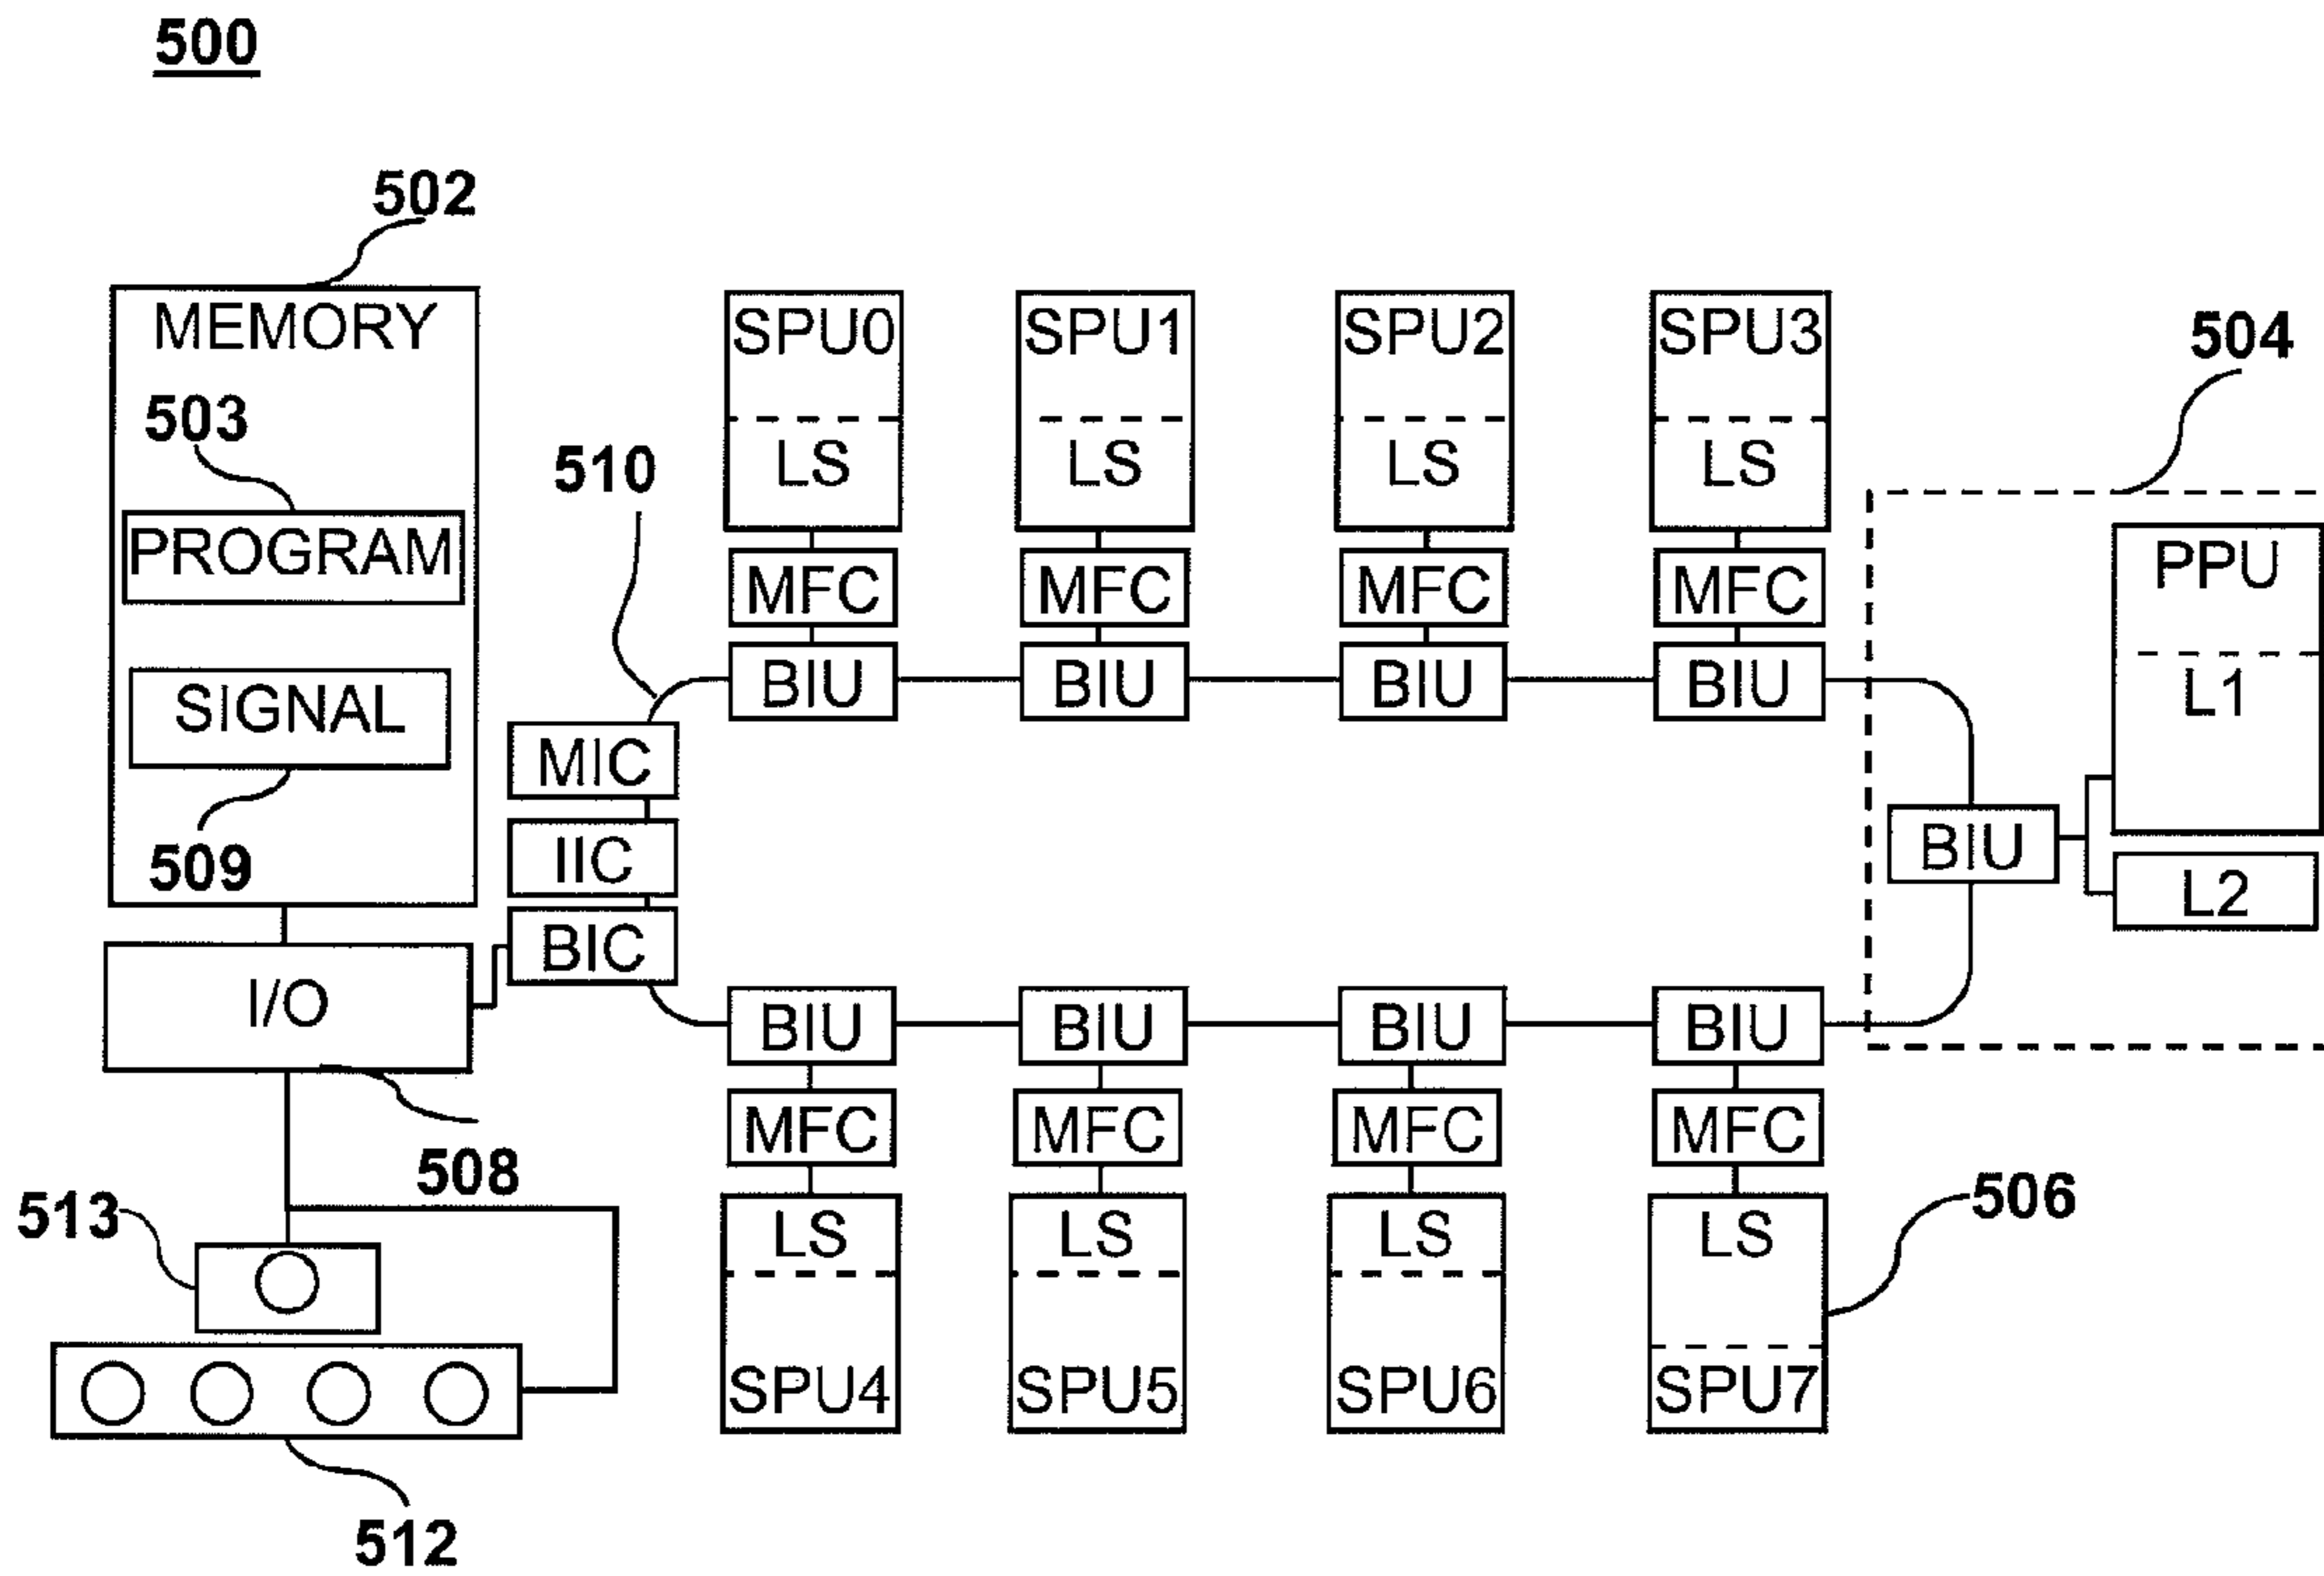 500
502
MEMORY
503
PROGRAM
SIGNAL
509
I/O
508
513
512
510
MIC
IIC
BIC
SPU0 SPU1 SPU2 SPU3
LS LS LS LS
MFC MFC MFC MFC
BIU BIU BIU BIU
504
PPU
L1
BIU
L2
BIU BIU BIU BIU
MFC MFC MFC MFC
LS LS LS LS
SPU4 SPU5 SPU6 SPU7
506